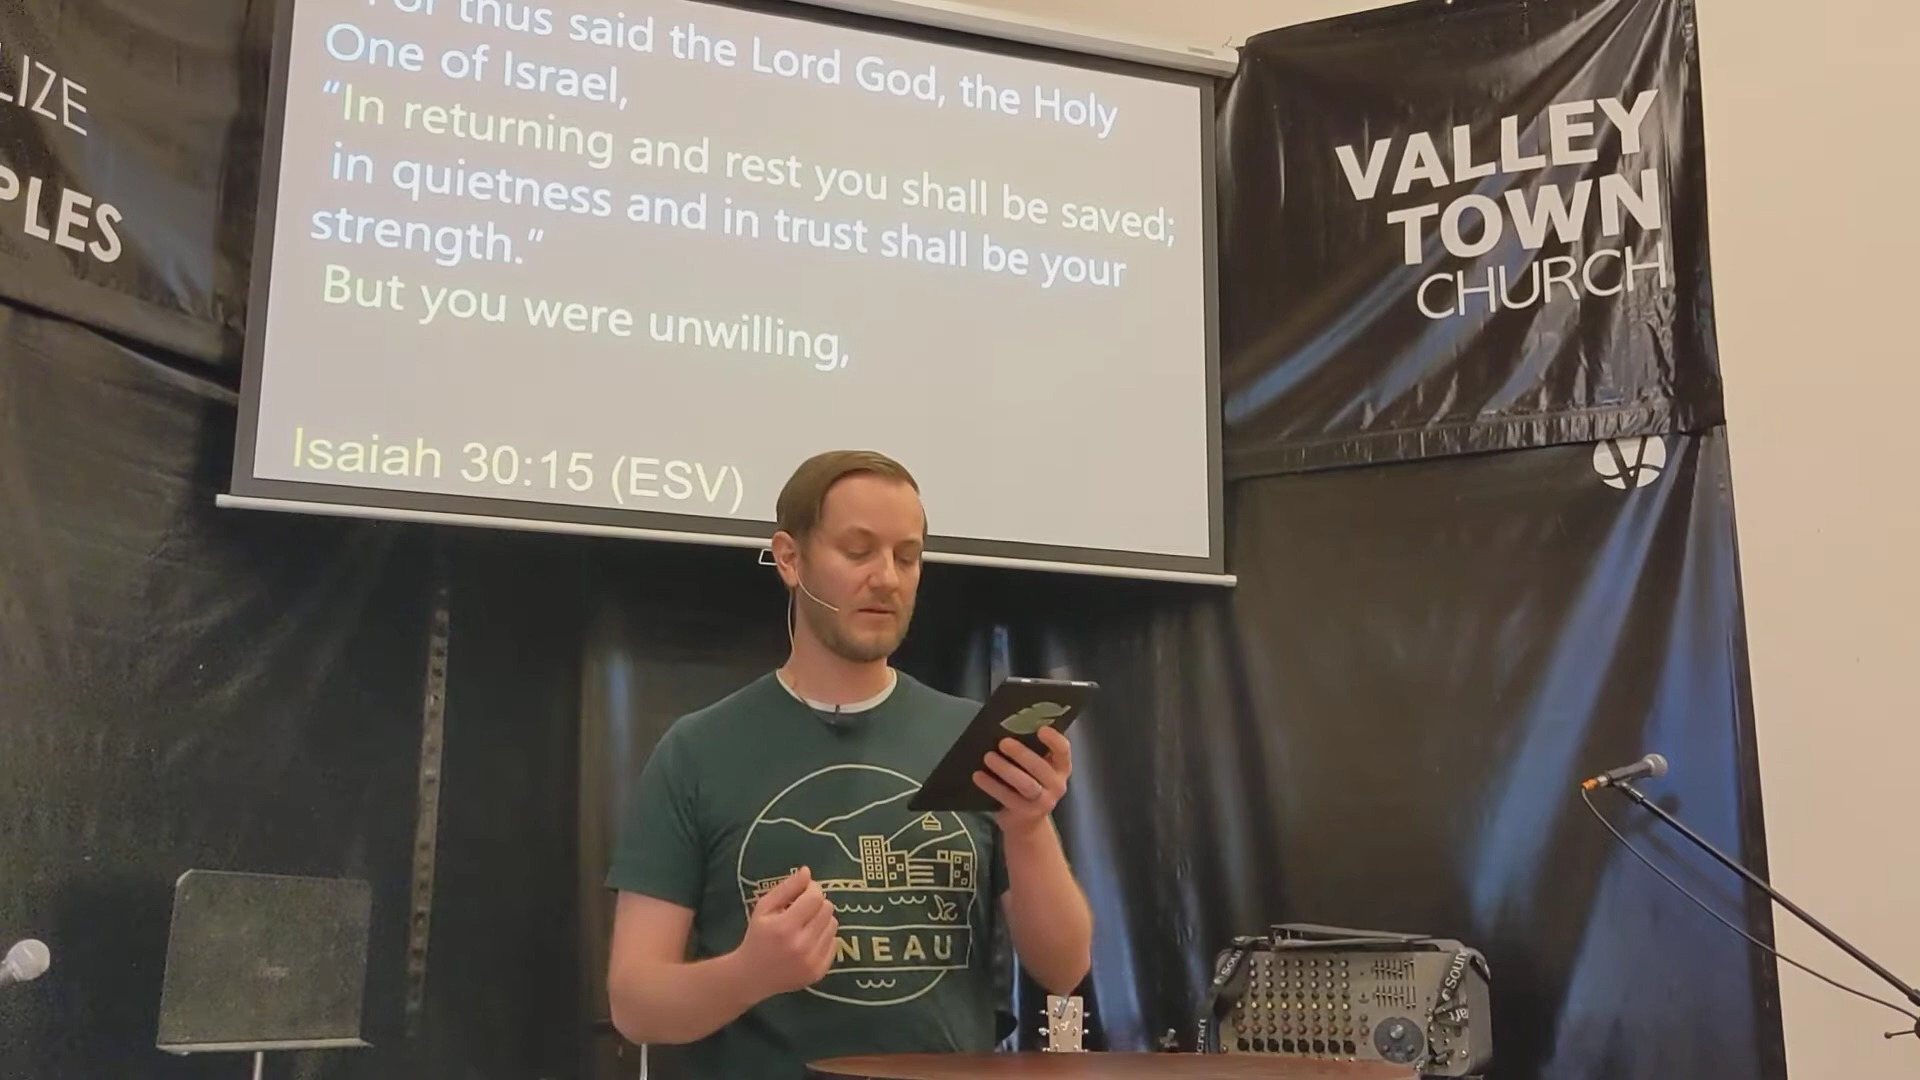 For thus said the Lord God, the Holy
One of Israel,
“In returning and rest you shall be saved;
in quietness and in trust shall be your
strength.”
But you were unwilling,
Isaiah 30:15 (ESV)
VALLEY
TOWN
CHURCH
LIZE
PLES
NEAU